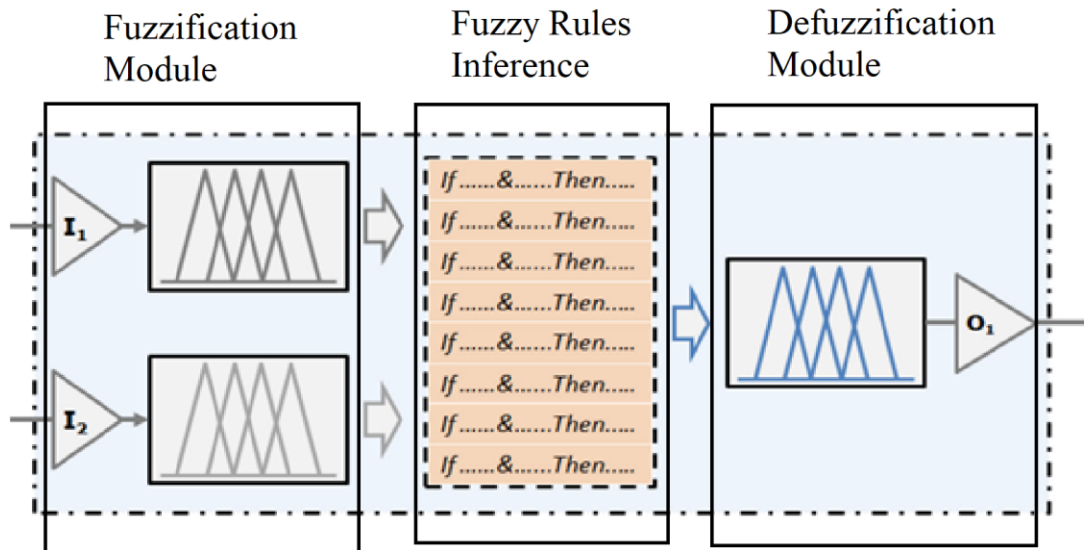 Fuzzification
Module
Fuzzy Rules
Inference
Defuzzification
Module
I₁
I₂
If ......&......Then.....
If ......&......Then.....
If ......&......Then.....
If ......&......Then.....
If ......&......Then.....
If ......&......Then.....
If ......&......Then.....
If ......&......Then.....
O₁